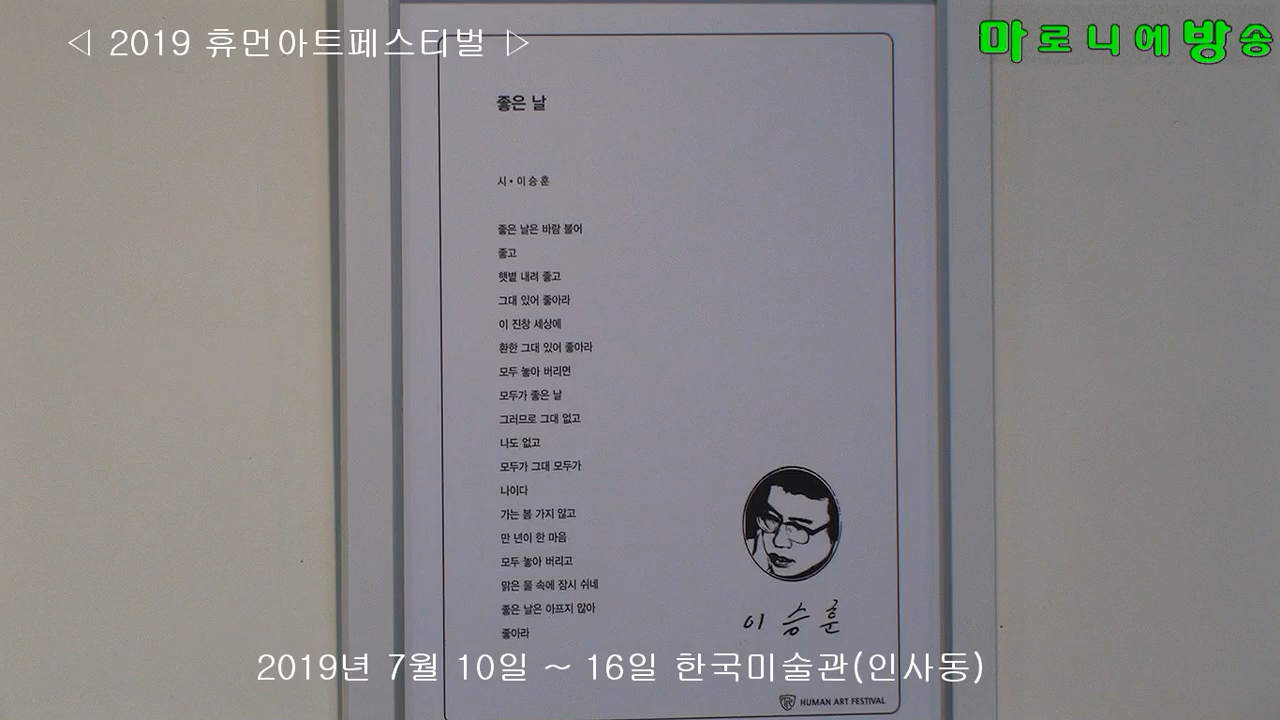 ◁ 2019 휴먼아트페스티벌 ▷
마로니에방송
좋은 날
시 • 이승훈
좋은 날은 바람 불어
좋고
햇볕 내려 좋고
그대 있어 좋아라
이 진창 세상에
환한 그대 있어 좋아라
모두 놓아 버리면
모두가 좋은 날
그러므로 그대 없고
나도 없고
모두가 그대 모두가
나이다
가는 봄 가지 않고
만 년이 한 마음
모두 놓아 버리고
맑은 물 속에 잠시 쉬네
좋은 날은 아프지 않아
좋아라
이승훈
2019년 7월 10일 ~ 16일 한국미술관(인사동)
HUMAN ART FESTIVAL